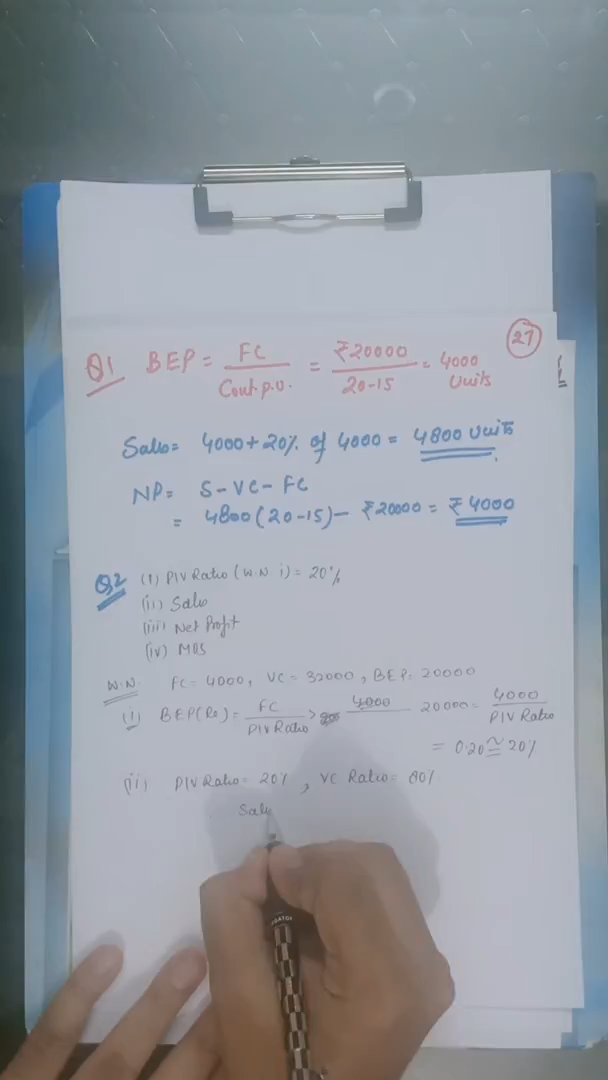 27
Q1 BEP = FC / Cont p.u. = ₹20000 / 20-15 = 4000 Units
Sales = 4000 + 20% of 4000 = 4800 Units
NP = S - VC - FC
= 4800 (20-15) - ₹20000 = ₹4000
Q2 (i) P/V Ratio (W.N i) = 20%
(ii) Sales
(iii) Net Profit
(iv) MOS
W.N. FC = 4000, VC = 32000, BEP = 20000
(i) BEP (Rs) = FC / P/V Ratio > 4000 20000 = 4000 / P/V Ratio
= 0.20 ≅ 20%
(ii) P/V Ratio = 20%, VC Ratio = 80%
Sale